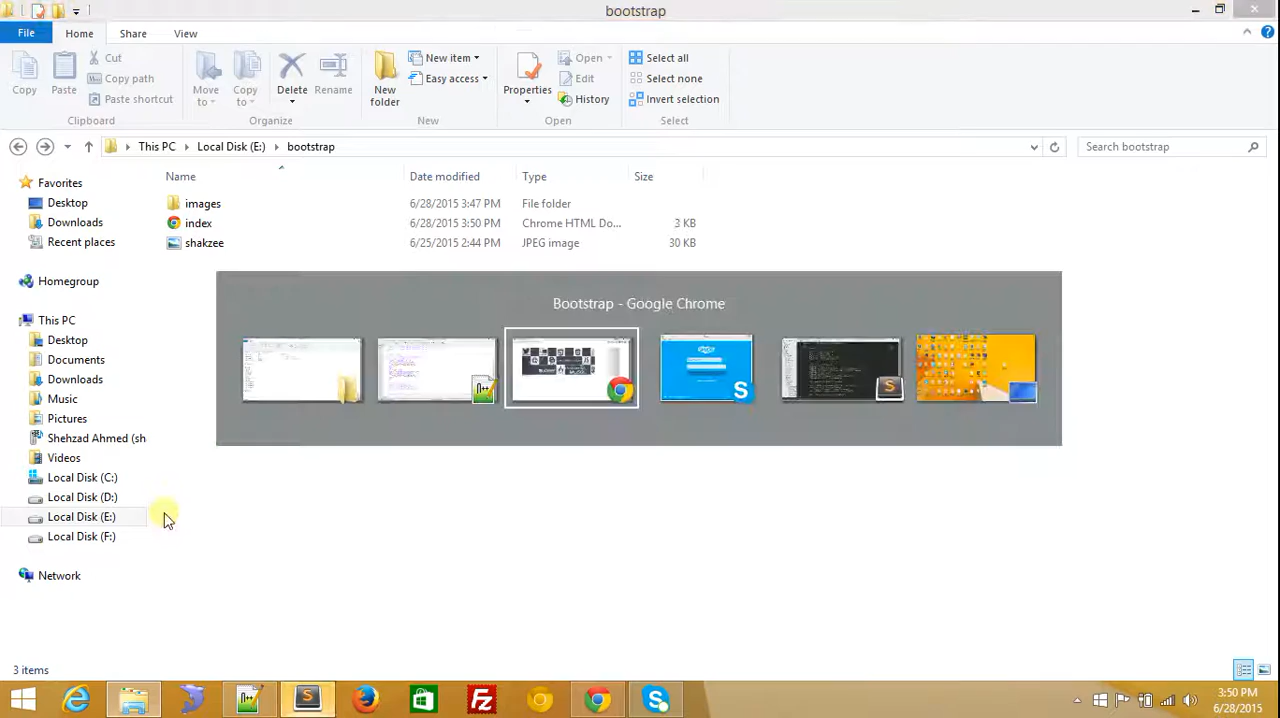 bootstrap
File Home Share View
Copy
Paste
Cut
Copy path
Paste shortcut
Clipboard
Move to
Copy to
Delete
Rename
Organize
New folder
New item
Easy access
New
Properties
Open
Edit
History
Open
Select all
Select none
Invert selection
Select
This PC Local Disk (E:) bootstrap
Search bootstrap
Name Date modified Type Size
images 6/28/2015 3:47 PM File folder
index 6/28/2015 3:50 PM Chrome HTML Do... 3 KB
shakzee 6/25/2015 2:44 PM JPEG image 30 KB
Favorites
Desktop
Downloads
Recent places
Homegroup
This PC
Desktop
Documents
Downloads
Music
Pictures
Shehzad Ahmed (sh
Videos
Local Disk (C:)
Local Disk (D:)
Local Disk (E:)
Local Disk (F:)
Network
Bootstrap - Google Chrome
3 items
3:50 PM
6/28/2015